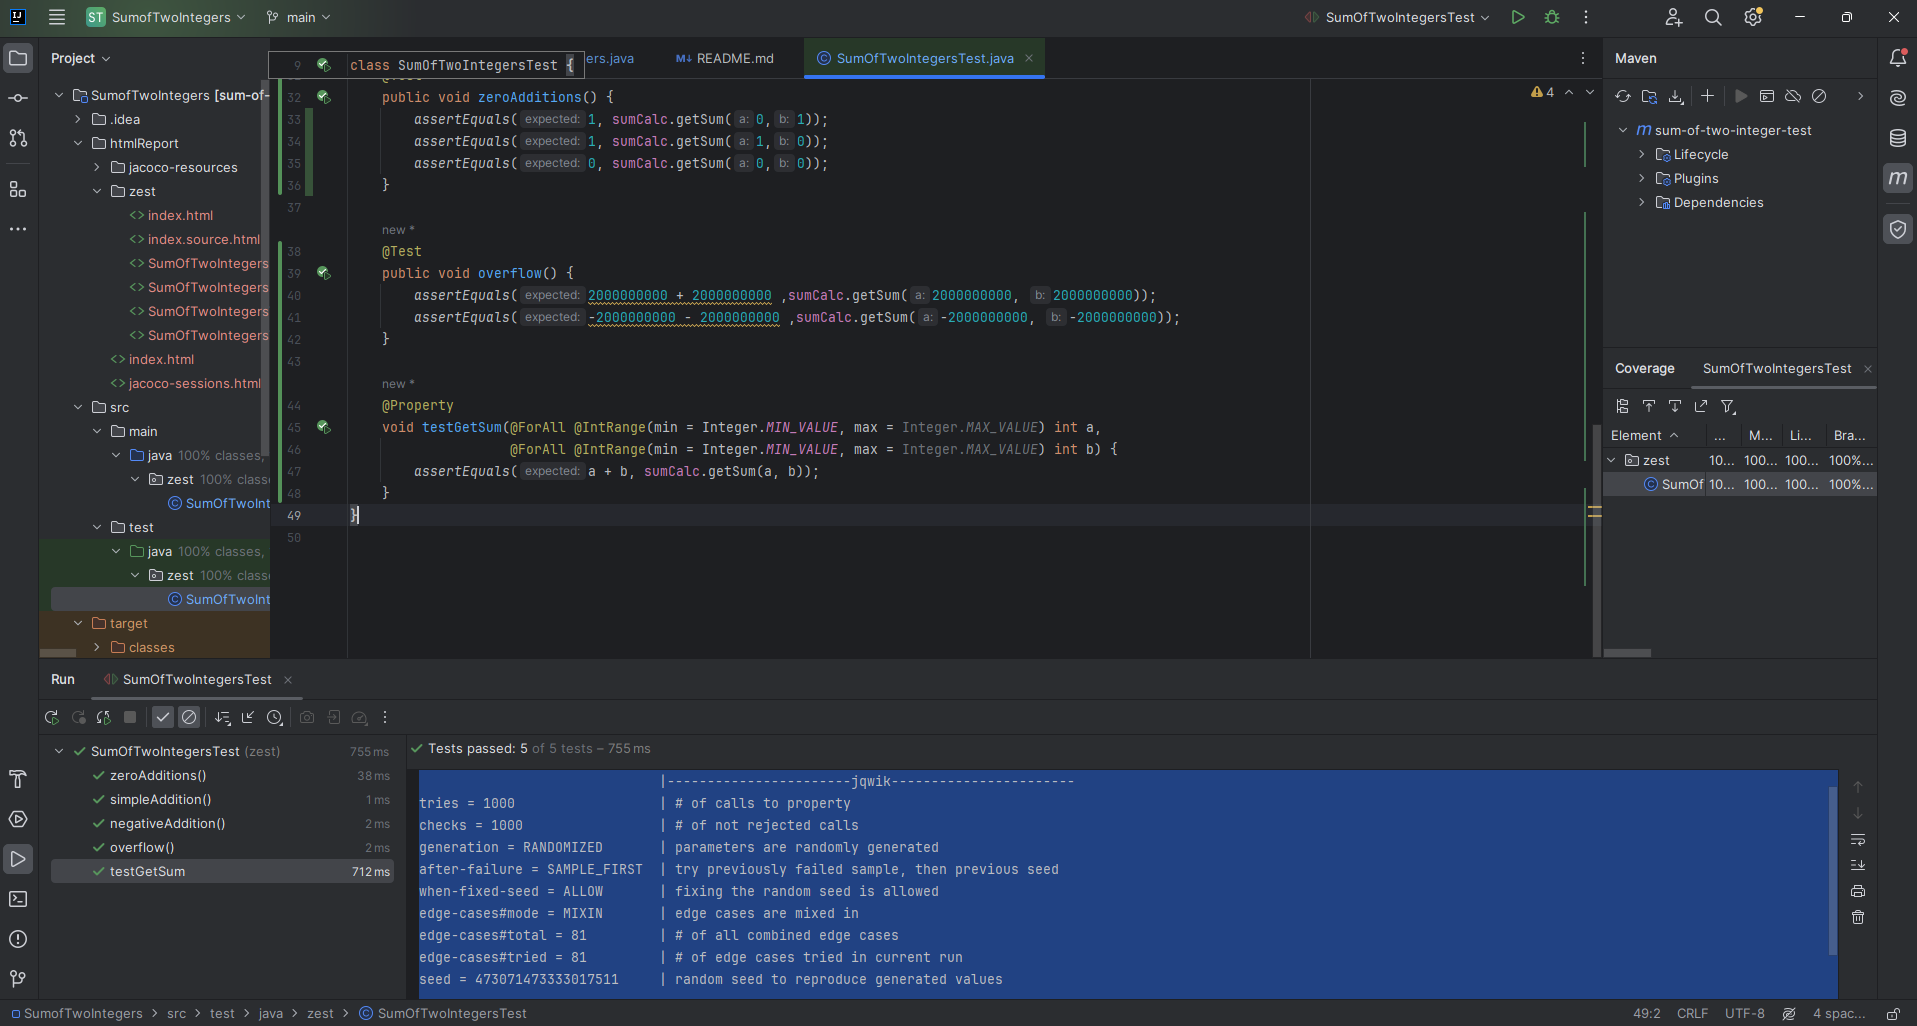 ST SumofTwoIntegers main SumOfTwoIntegersTest
Project
SumofTwoIntegers [sum-of-
.idea
htmlReport
jacoco-resources
zest
index.html
index.source.html
SumOfTwoIntegers
SumOfTwoIntegers
SumOfTwoIntegers
SumOfTwoIntegers
index.html
jacoco-sessions.html
src
main
java 100% classes,
zest 100% class
SumOfTwoInt
test
java 100% classes,
zest 100% class
SumOfTwoInt
target
classes
ers.java README.md SumOfTwoIntegersTest.java
9 class SumOfTwoIntegersTest {
4
32 public void zeroAdditions() {
33 assertEquals( expected: 1, sumCalc.getSum( a: 0, b: 1));
34 assertEquals( expected: 1, sumCalc.getSum( a: 1, b: 0));
35 assertEquals( expected: 0, sumCalc.getSum( a: 0, b: 0));
36 }
37
new *
38 @Test
39 public void overflow() {
40 assertEquals( expected: 2000000000 + 2000000000 ,sumCalc.getSum( a: 2000000000, b: 2000000000));
41 assertEquals( expected: -2000000000 - 2000000000 ,sumCalc.getSum( a: -2000000000, b: -2000000000));
42 }
43
new *
44 @Property
45 void testGetSum(@ForAll @IntRange(min = Integer.MIN_VALUE, max = Integer.MAX_VALUE) int a,
46 @ForAll @IntRange(min = Integer.MIN_VALUE, max = Integer.MAX_VALUE) int b) {
47 assertEquals( expected: a + b, sumCalc.getSum(a, b));
48 }
49 }
50
Maven
m sum-of-two-integer-test
Lifecycle
Plugins
Dependencies
Coverage SumOfTwoIntegersTest
Element ... M... Li... Bra...
zest 10... 100... 100... 100%...
SumOf 10... 100... 100... 100%...
Run SumOfTwoIntegersTest
SumOfTwoIntegersTest (zest) 755 ms
zeroAdditions() 38 ms
simpleAddition() 1 ms
negativeAddition() 2 ms
overflow() 2 ms
testGetSum 712 ms
Tests passed: 5 of 5 tests – 755 ms
|-----------------------jqwik-----------------------
tries = 1000 | # of calls to property
checks = 1000 | # of not rejected calls
generation = RANDOMIZED | parameters are randomly generated
after-failure = SAMPLE_FIRST | try previously failed sample, then previous seed
when-fixed-seed = ALLOW | fixing the random seed is allowed
edge-cases#mode = MIXIN | edge cases are mixed in
edge-cases#total = 81 | # of all combined edge cases
edge-cases#tried = 81 | # of edge cases tried in current run
seed = 473071473333017511 | random seed to reproduce generated values
SumofTwoIntegers > src > test > java > zest > SumOfTwoIntegersTest 49:2 CRLF UTF-8 4 spac...